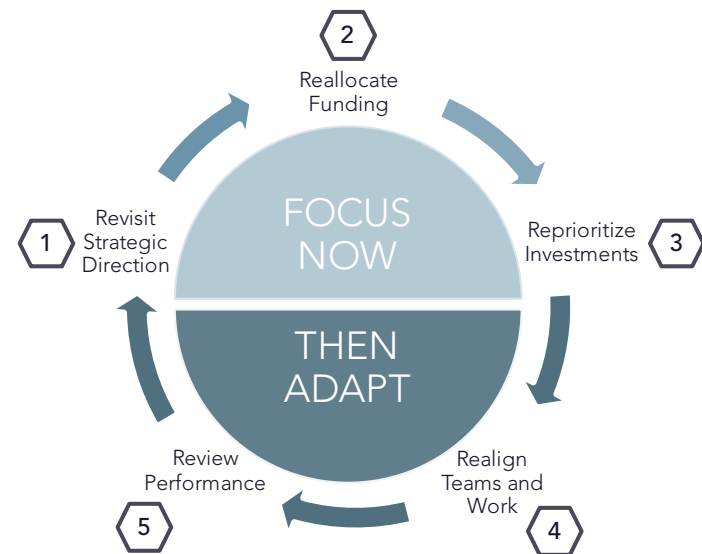 2
Reallocate
Funding
FOCUS
NOW
1
Revisit
Strategic
Direction
Reprioritize
Investments
3
THEN
ADAPT
Review
Performance
5
Realign
Teams and
Work
4